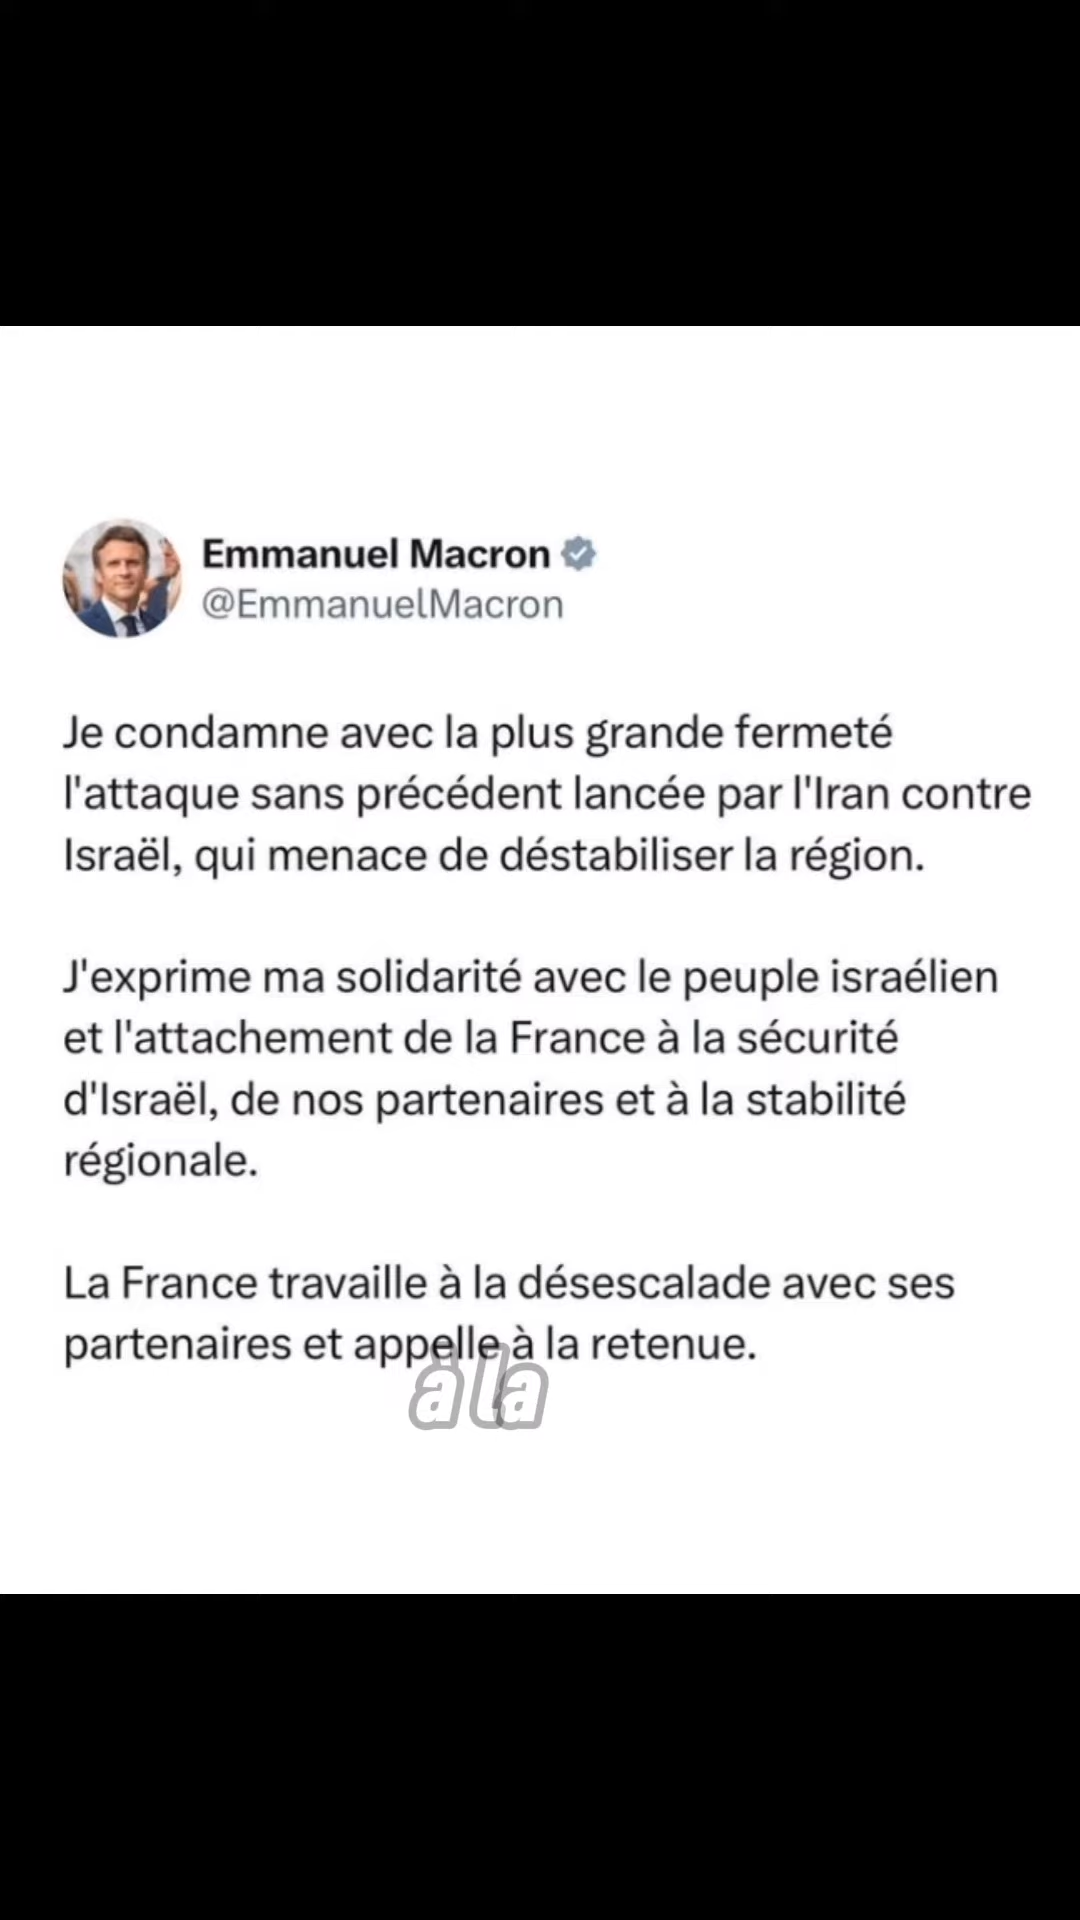 Emmanuel Macron
@EmmanuelMacron
Je condamne avec la plus grande fermeté
l'attaque sans précédent lancée par l'Iran contre
Israël, qui menace de déstabiliser la région.
J'exprime ma solidarité avec le peuple israélien
et l'attachement de la France à la sécurité
d'Israël, de nos partenaires et à la stabilité
régionale.
La France travaille à la désescalade avec ses
partenaires et appelle à la retenue.
à la